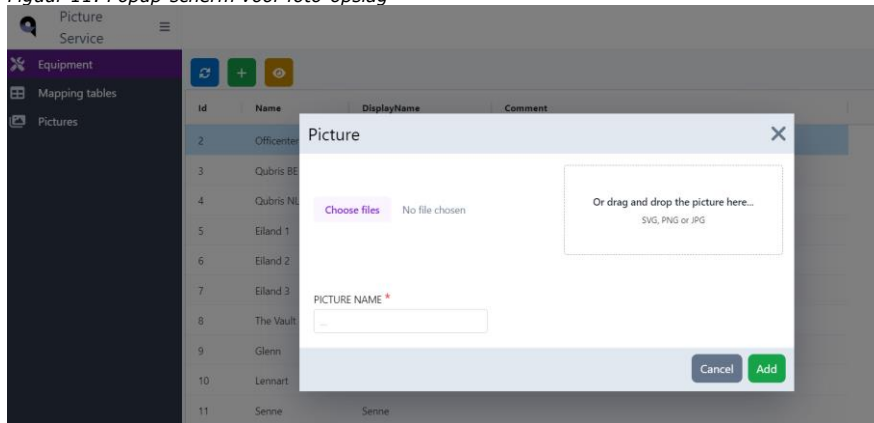 Figuur 11: Popup-scherm voor foto-opslag
Picture
Service
Equipment
Mapping tables
Pictures
Id Name DisplayName Comment
2 Officenter
3 Qubris BE
4 Qubris NL
5 Eiland 1
6 Eiland 2
7 Eiland 3
8 The Vault
9 Glenn
10 Lennart
11 Senne Senne
Picture
Choose files No file chosen
Or drag and drop the picture here...
SVG, PNG or JPG
PICTURE NAME *
...
Cancel Add